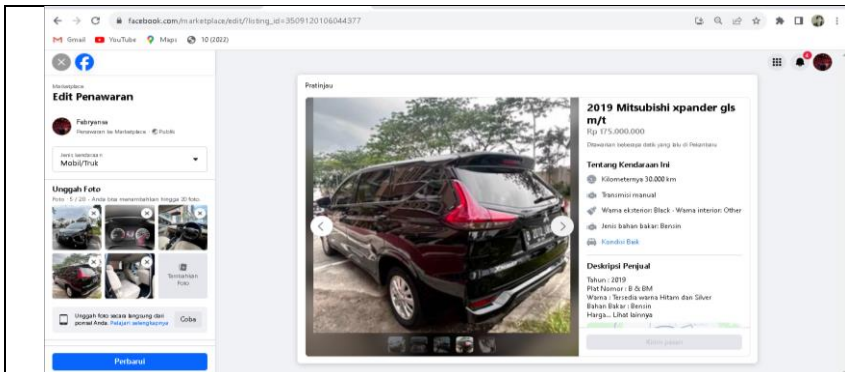 facebook.com/marketplace/edit/?listing_id=3509120106044377
Gmail YouTube Maps 10 (2022)
Marketplace
Edit Penawaran
Febryansa
Penawaran ke Marketplace · Publik
Jenis kendaraan
Mobil/Truk
Unggah Foto
Foto · 5 / 20 - Anda bisa menambahkan hingga 20 foto
Tambahkan
Foto
Unggah foto secara langsung dari
ponsel Anda. Pelajari selengkapnya
Coba
Perbarui
Pratinjau
2019 Mitsubishi xpander gls
m/t
Rp 175.000.000
Ditawarkan beberapa detik yang lalu di Pekanbaru
Tentang Kendaraan Ini
Kilometernya 30.000 km
Transmisi manual
Warna eksterior: Black · Warna interior: Other
Jenis bahan bakar: Bensin
Kondisi Baik
Deskripsi Penjual
Tahun : 2019
Plat Nomor : B & BM
Warna : Tersedia warna Hitam dan Silver
Bahan Bakar : Bensin
Harga... Lihat lainnya
Kirim pesan